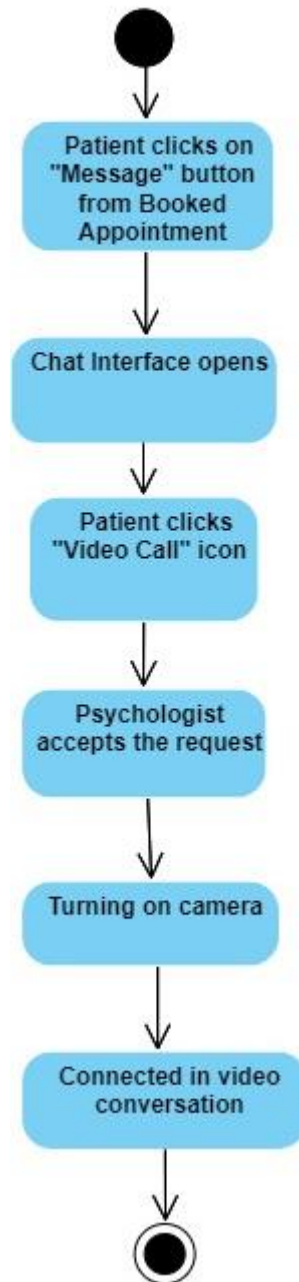 Patient clicks on
"Message" button
from Booked
Appointment
Chat Interface opens
Patient clicks
"Video Call" icon
Psychologist
accepts the request
Turning on camera
Connected in video
conversation